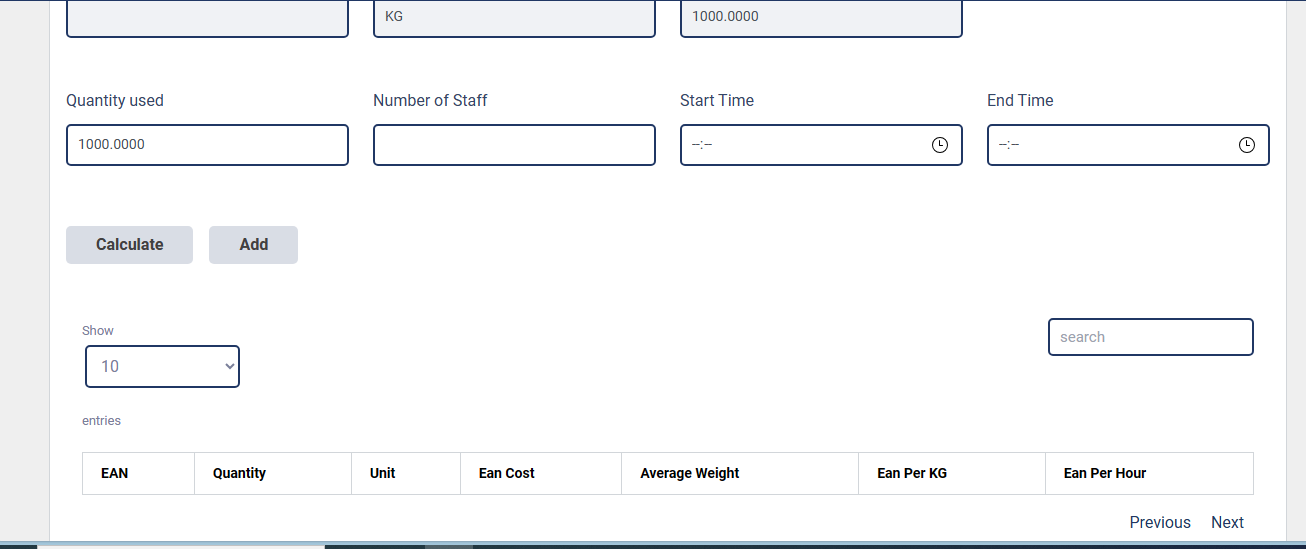 KG 1000.0000
Quantity used Number of Staff Start Time End Time
1000.0000 --:-- --:--
Calculate Add
Show
search
10
entries
EAN Quantity Unit Ean Cost Average Weight Ean Per KG Ean Per Hour
Previous Next